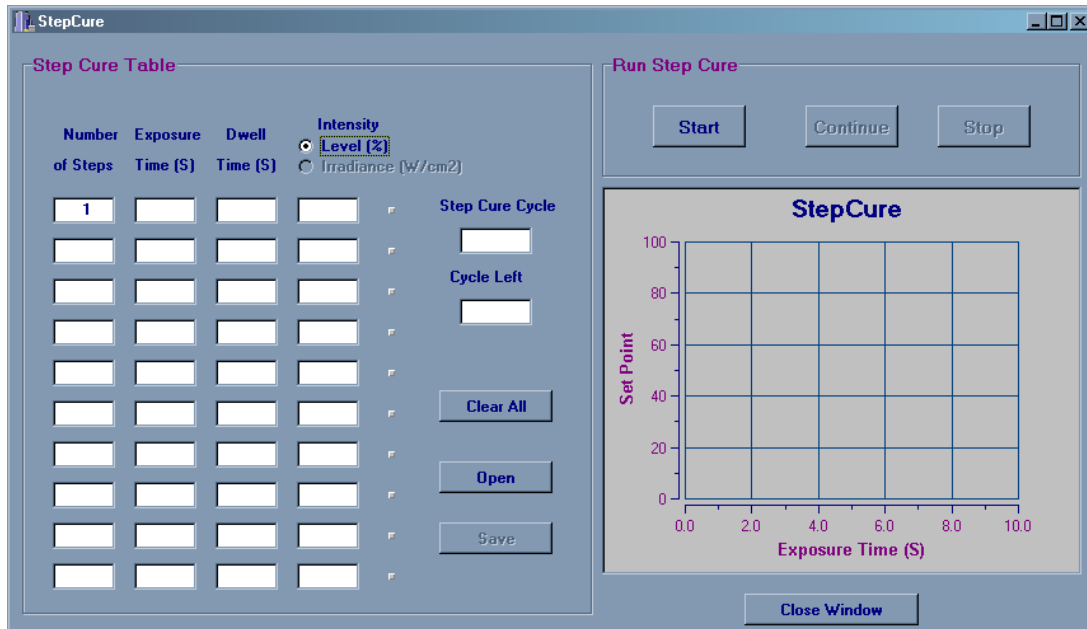 StepCure
Step Cure Table
Number of Steps
Exposure Time (S)
Dwell Time (S)
Intensity
Level (%)
Irradiance (W/cm2)
1
Step Cure Cycle
Cycle Left
Clear All
Open
Save
Run Step Cure
Start
Continue
Stop
StepCure
Set Point
100
80
60
40
20
0
0.0 2.0 4.0 6.0 8.0 10.0
Exposure Time (S)
Close Window